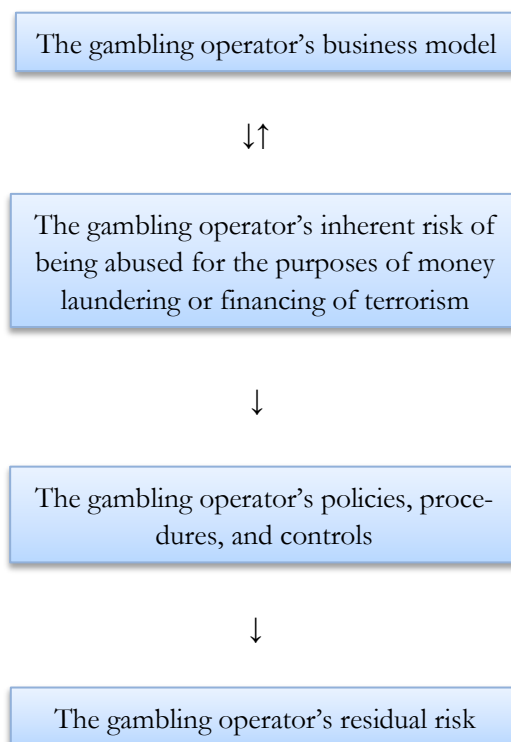 The gambling operator’s business model
↓↑
The gambling operator’s inherent risk of
being abused for the purposes of money
laundering or financing of terrorism
↓
The gambling operator’s policies, proce-
dures, and controls
↓
The gambling operator’s residual risk